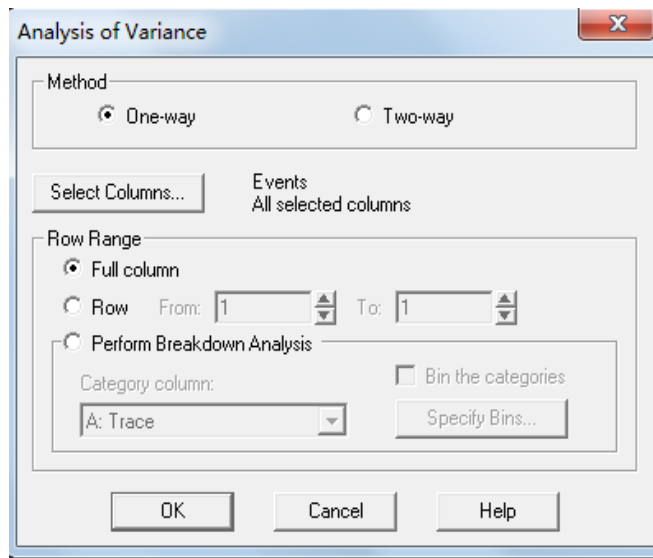 Analysis of Variance
Method
One-way
Two-way
Select Columns...
Events
All selected columns
Row Range
Full column
Row From: 1 To: 1
Perform Breakdown Analysis
Category column:
Bin the categories
A: Trace
Specify Bins...
OK
Cancel
Help